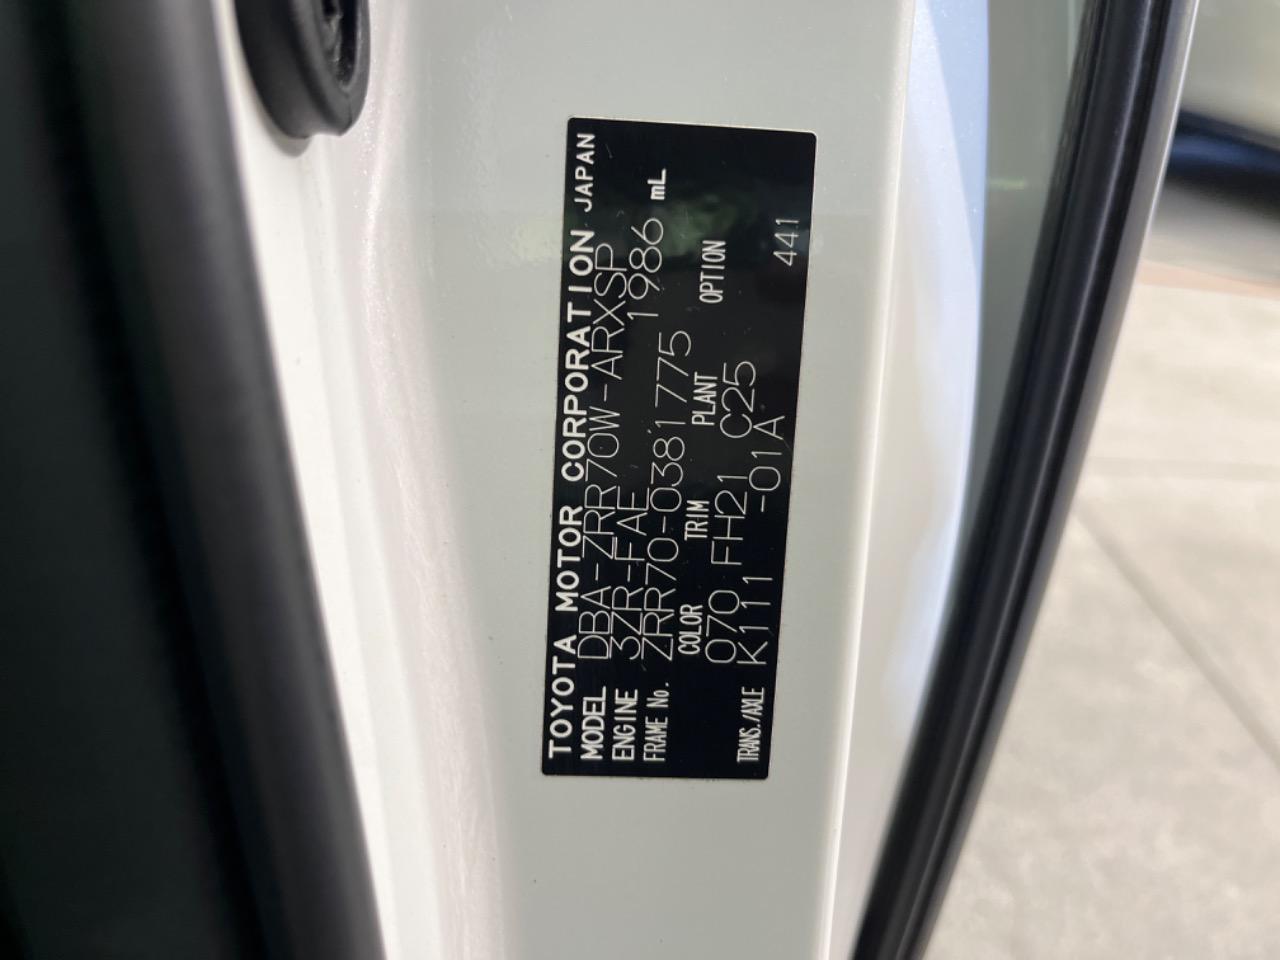 TOYOTA MOTOR CORPORATION JAPAN
MODEL DBA-ZRR70W-ARXSP
ENGINE 3ZR-FAE 1986 mL
FRAME No. ZRR70-0381775
COLOR TRIM PLANT OPTION
070 FH21 C25
TRANS./AXLE K111 -01A 441